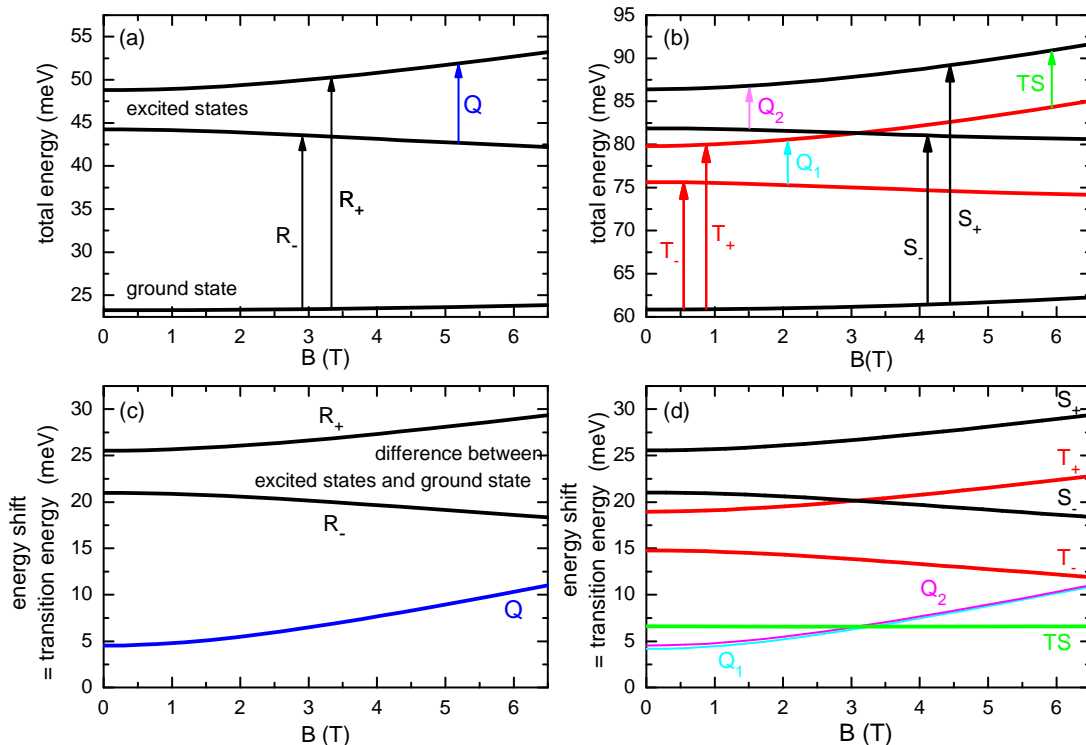 (a)
55
50
45
40
35
30
25
total energy (meV)
excited states
ground state
Q
R+
R-
0 1 2 3 4 5 6
B (T)
(b)
95
90
85
80
75
70
65
60
total energy (meV)
TS
Q2
Q1
T-
T+
S-
S+
0 1 2 3 4 5 6
B(T)
(c)
30
25
20
15
10
5
0
energy shift
= transition energy (meV)
R+
difference between
excited states and ground state
R-
Q
0 1 2 3 4 5 6
B (T)
(d)
30
25
20
15
10
5
0
energy shift
= transition energy (meV)
S+
T+
S-
T-
Q2
TS
Q1
0 1 2 3 4 5 6
B (T)